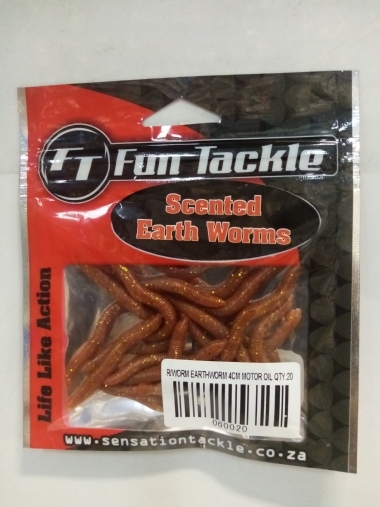 FT Fun Tackle
Scented
Earth Worms
Life Like Action
R/WORM EARTHWORM 4CM MOTOR OIL QTY:20
060020
www.sensationtackle.co.za